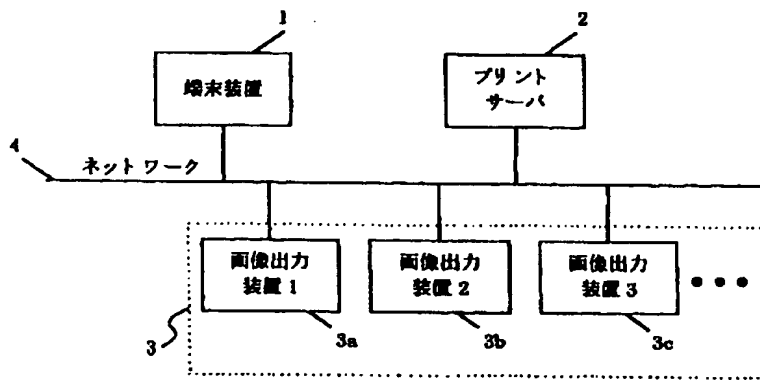 1
2
端末装置
プリント
サーバ
4
ネットワーク
画像出力
装置1
画像出力
装置2
画像出力
装置3
3
3a
3b
3c